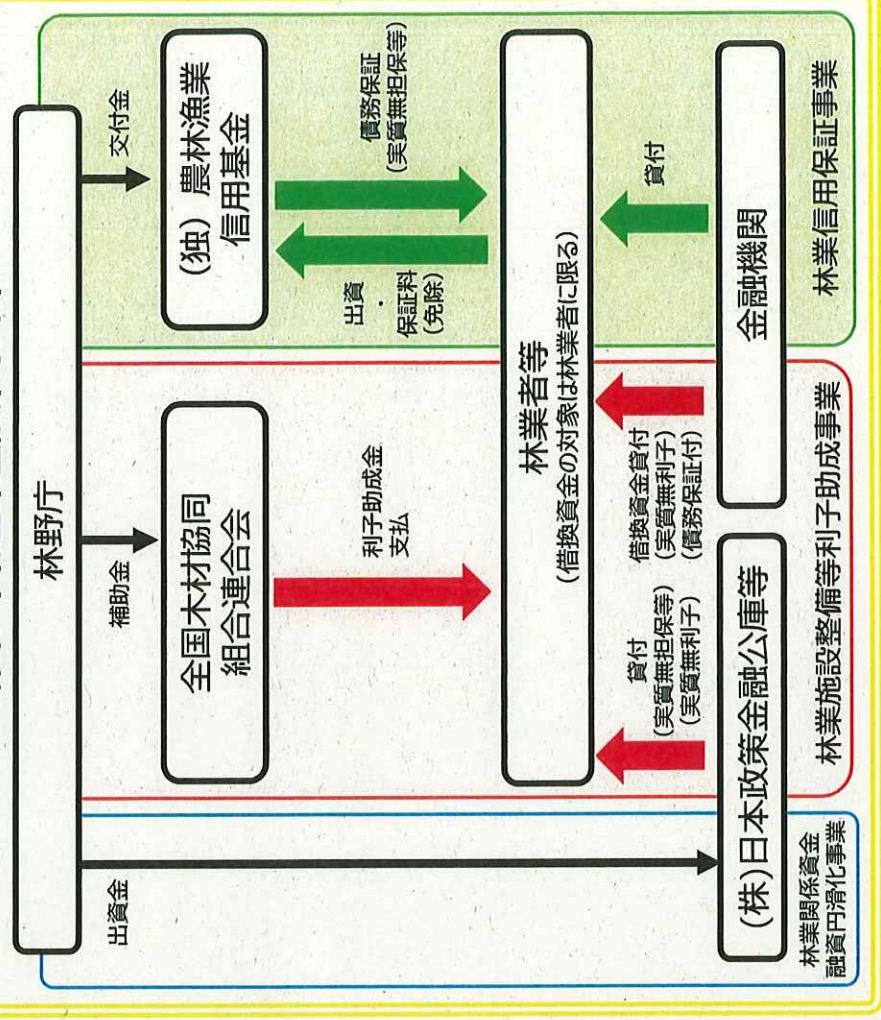 林野庁
出資金
補助金
交付金
全国木材協同
組合連合会
(独)農林漁業
信用基金
利子助成金
支払
出資
・
保証料
(免除)
債務保証
(実質無担保等)
林業者等
(借換資金の対象は林業者に限る)
貸付
(実質無担保等)
(実質無利子)
借換資金貸付
(実質無利子)
(債務保証付)
貸付
(株)日本政策金融公庫等
金融機関
林業関係資金
融資円滑化事業
林業施設整備等利子助成事業
林業信用保証事業